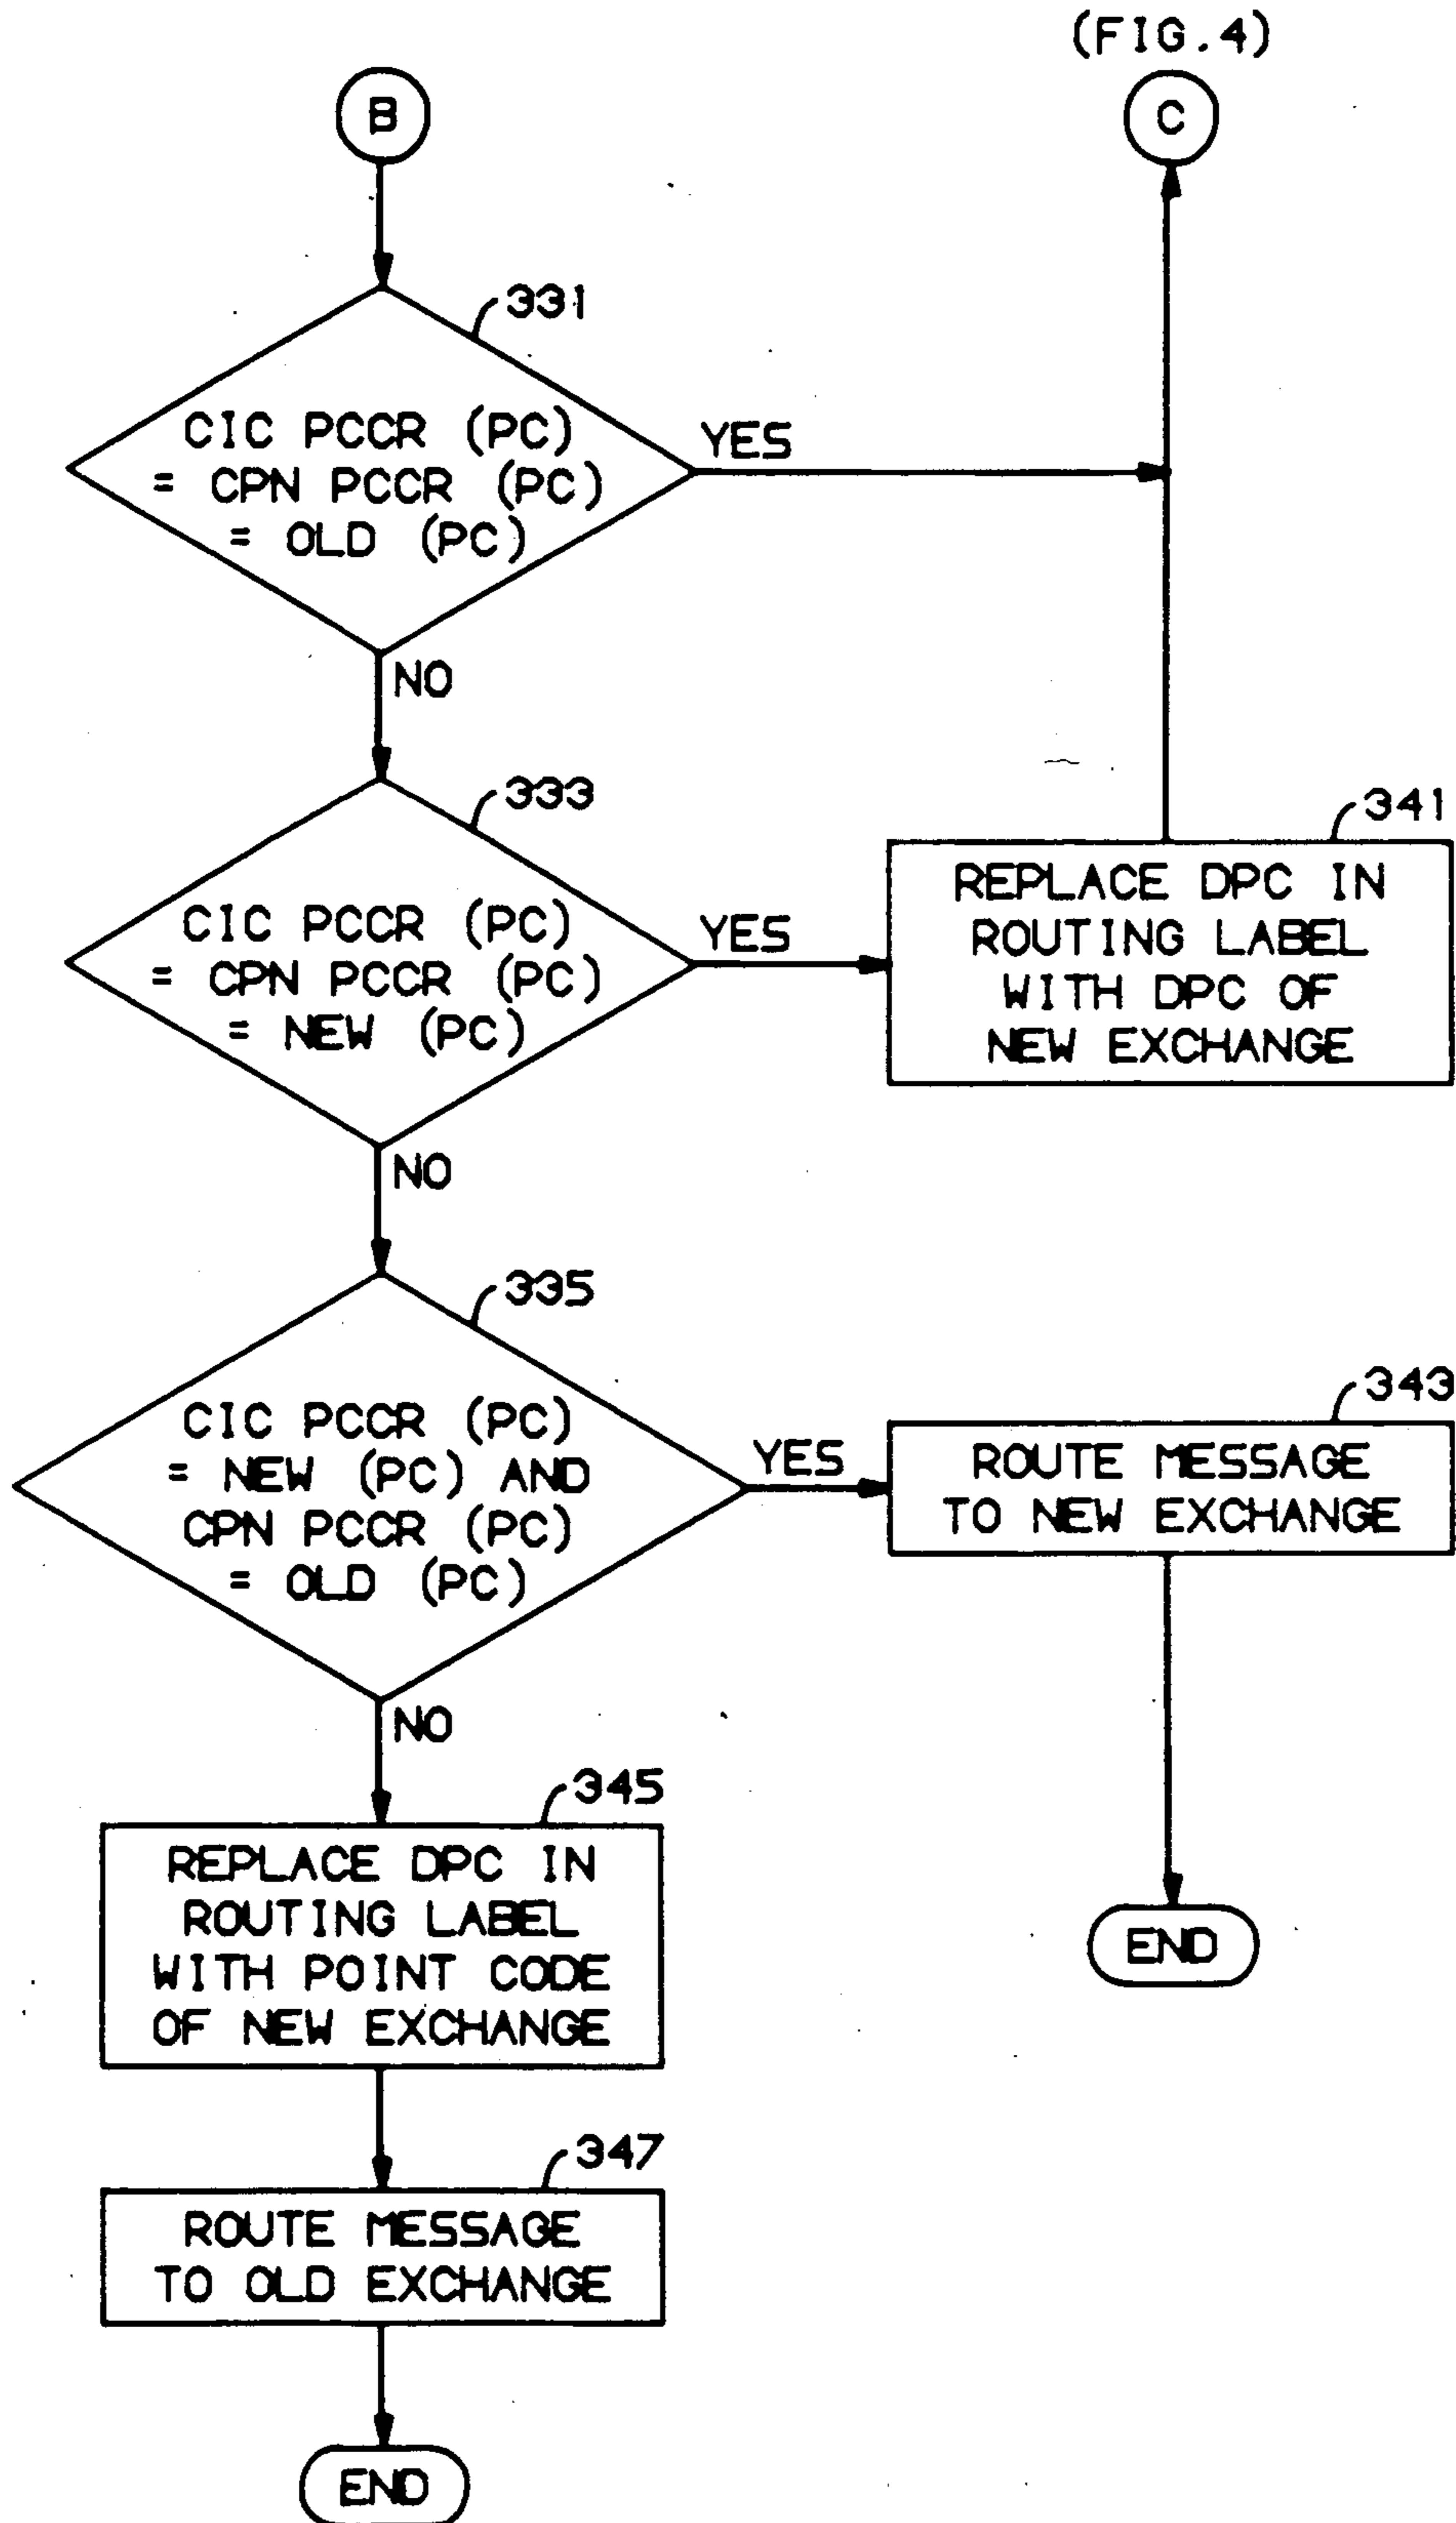 (FIG.4)
B
C
331
CIC PCCR (PC)
= CPN PCCR (PC)
= OLD (PC)
YES
NO
333
CIC PCCR (PC)
= CPN PCCR (PC)
= NEW (PC)
YES
341
REPLACE DPC IN
ROUTING LABEL
WITH DPC OF
NEW EXCHANGE
NO
335
CIC PCCR (PC)
= NEW (PC) AND
CPN PCCR (PC)
= OLD (PC)
YES
343
ROUTE MESSAGE
TO NEW EXCHANGE
END
NO
345
REPLACE DPC IN
ROUTING LABEL
WITH POINT CODE
OF NEW EXCHANGE
347
ROUTE MESSAGE
TO OLD EXCHANGE
END